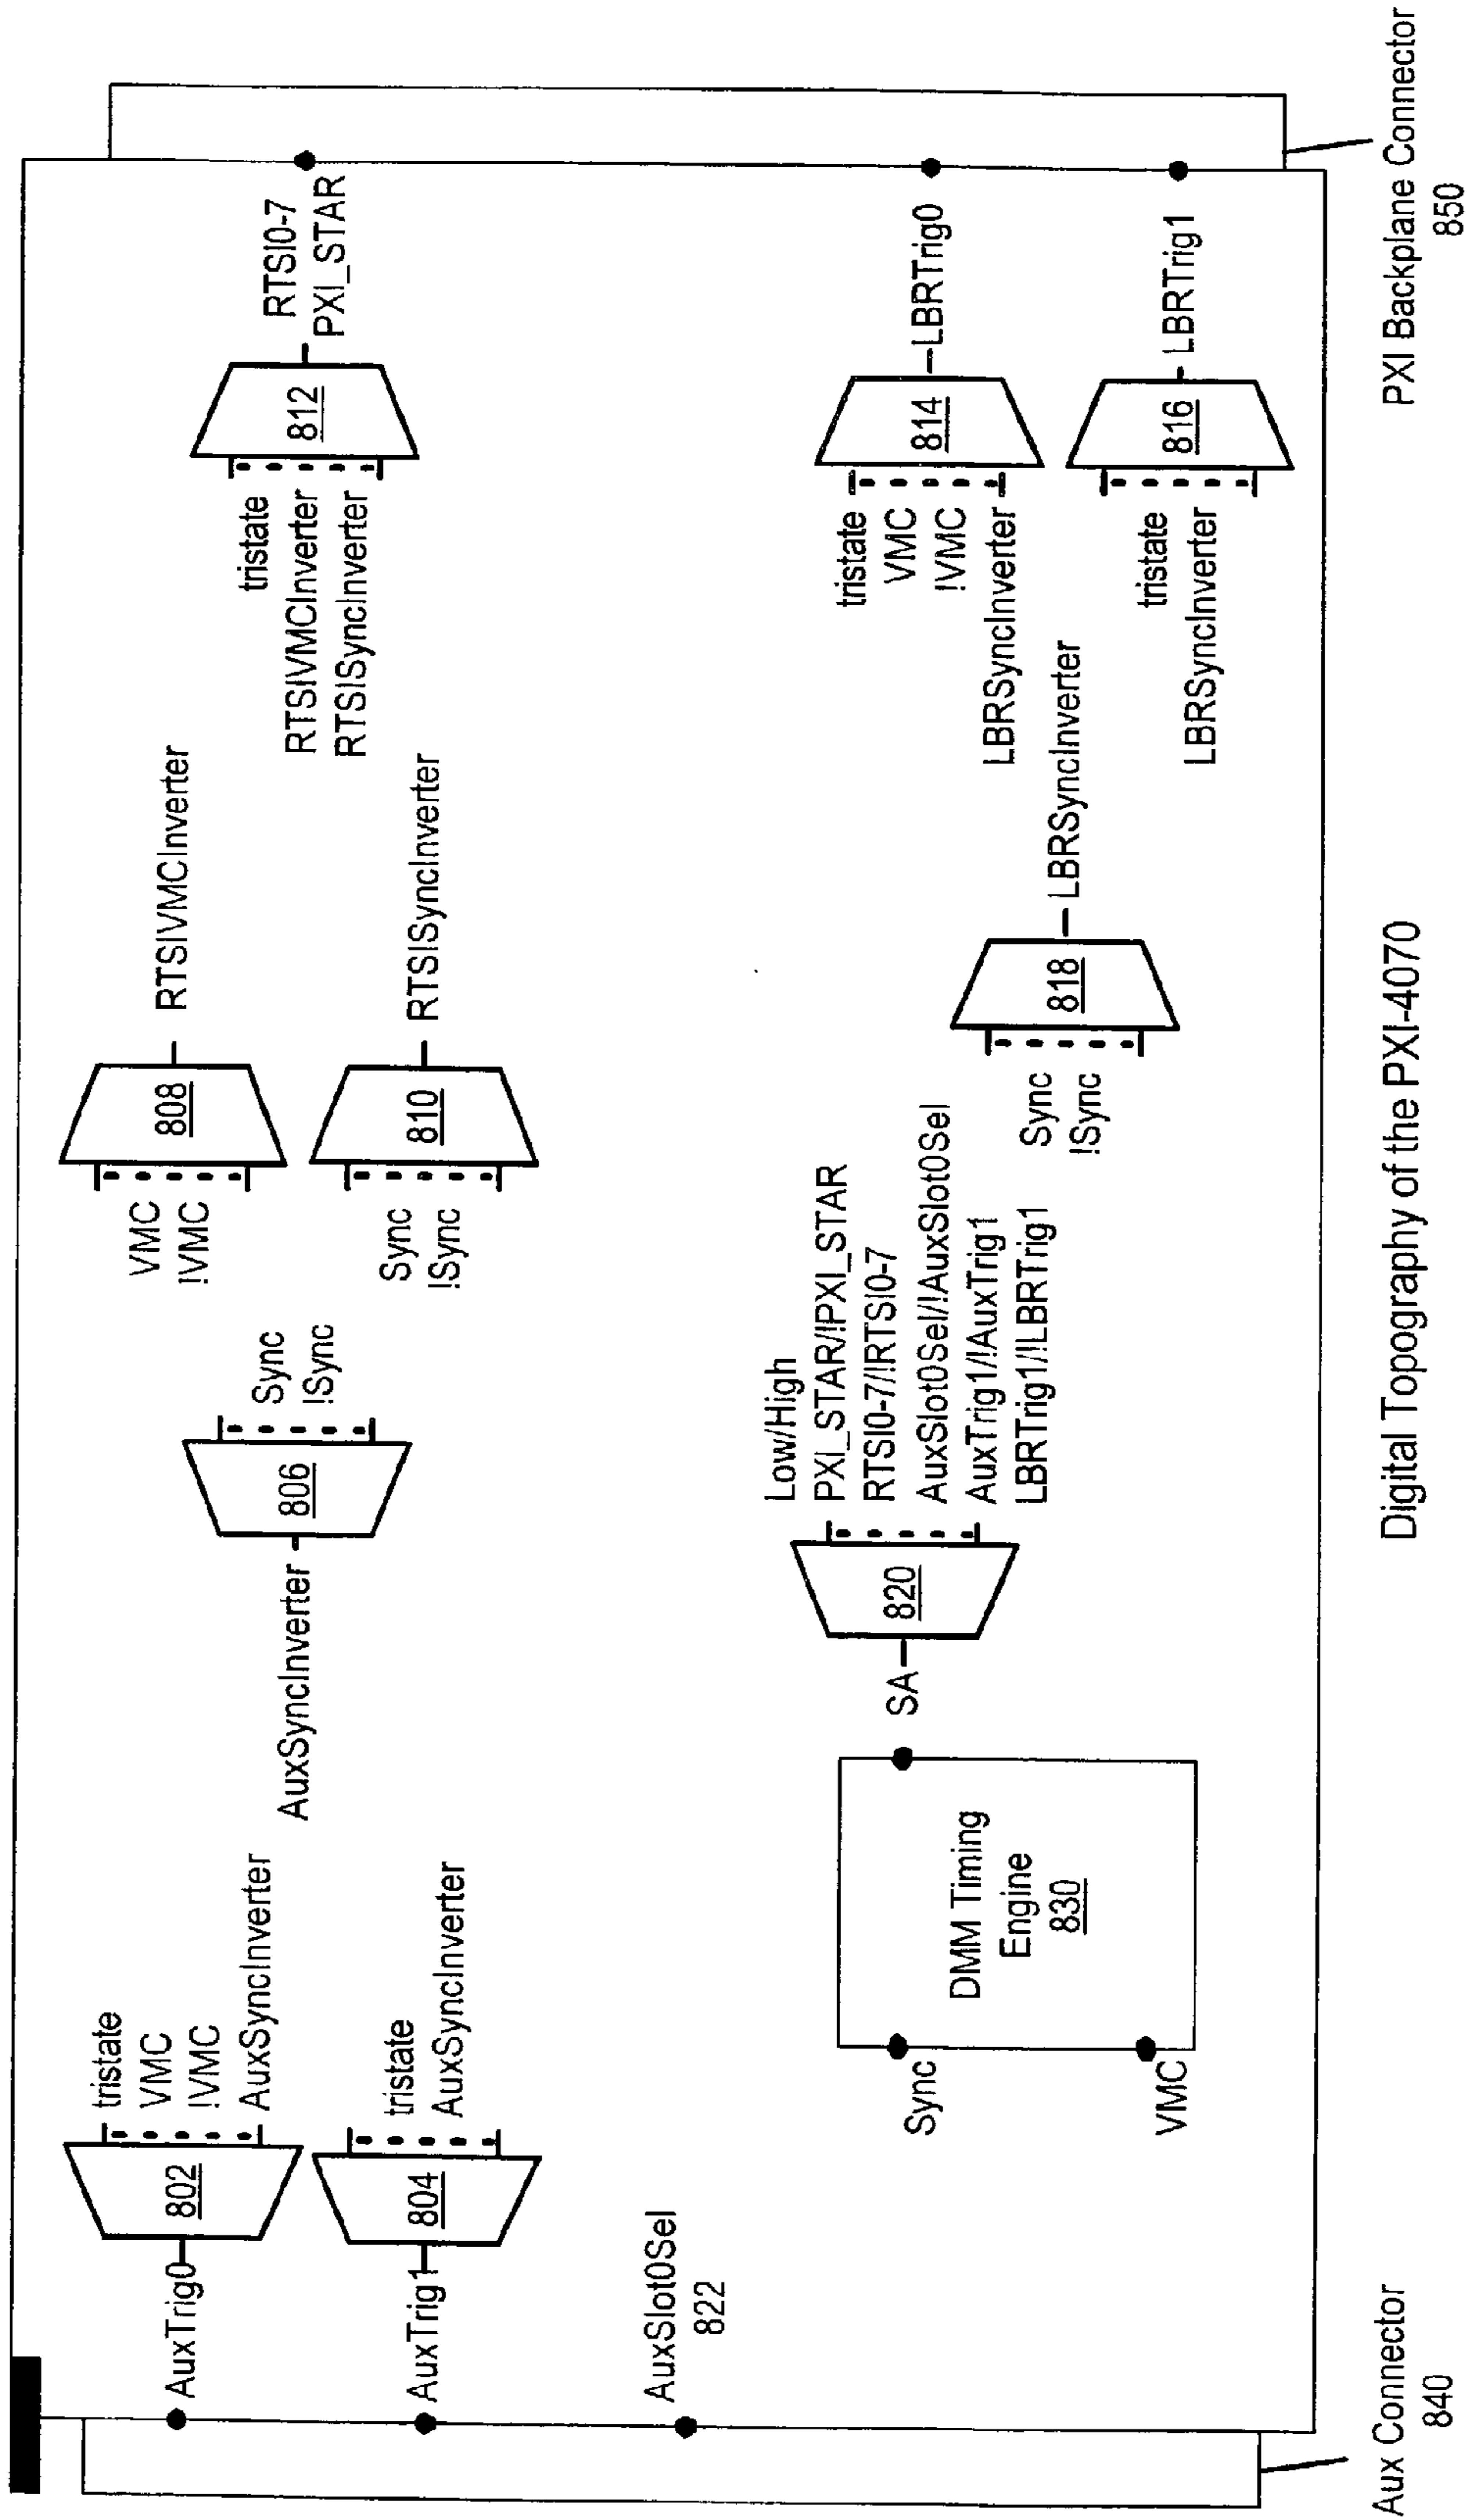 AuxTrig0
802
tristate
VMC
!VMC
AuxSyncInverter
AuxTrig1
804
tristate
AuxSyncInverter
AuxSlot0Sel
822
AuxSyncInverter
806
Sync
!Sync
VMC
!VMC
808
RTSIVMCInverter
Sync
!Sync
810
RTSISyncInverter
tristate
RTSIVMCInverter
RTSISyncInverter
812
RTSI0-7
PXI_STAR
Sync
VMC
DMM Timing
Engine
830
SA
820
Low/High
PXI_STAR/!PXI_STAR
RTSI0-7/!RTSI0-7
AuxSlot0Sel/!AuxSlot0Sel
AuxTrig1/!AuxTrig1
LBRTrig1/!LBRTrig1
Sync
!Sync
818
LBRSyncInverter
tristate
VMC
!VMC
LBRSyncInverter
814
LBRTrig0
tristate
LBRSyncInverter
816
LBRTrig1
Aux Connector
840
Digital Topography of the PXI-4070
PXI Backplane Connector
850